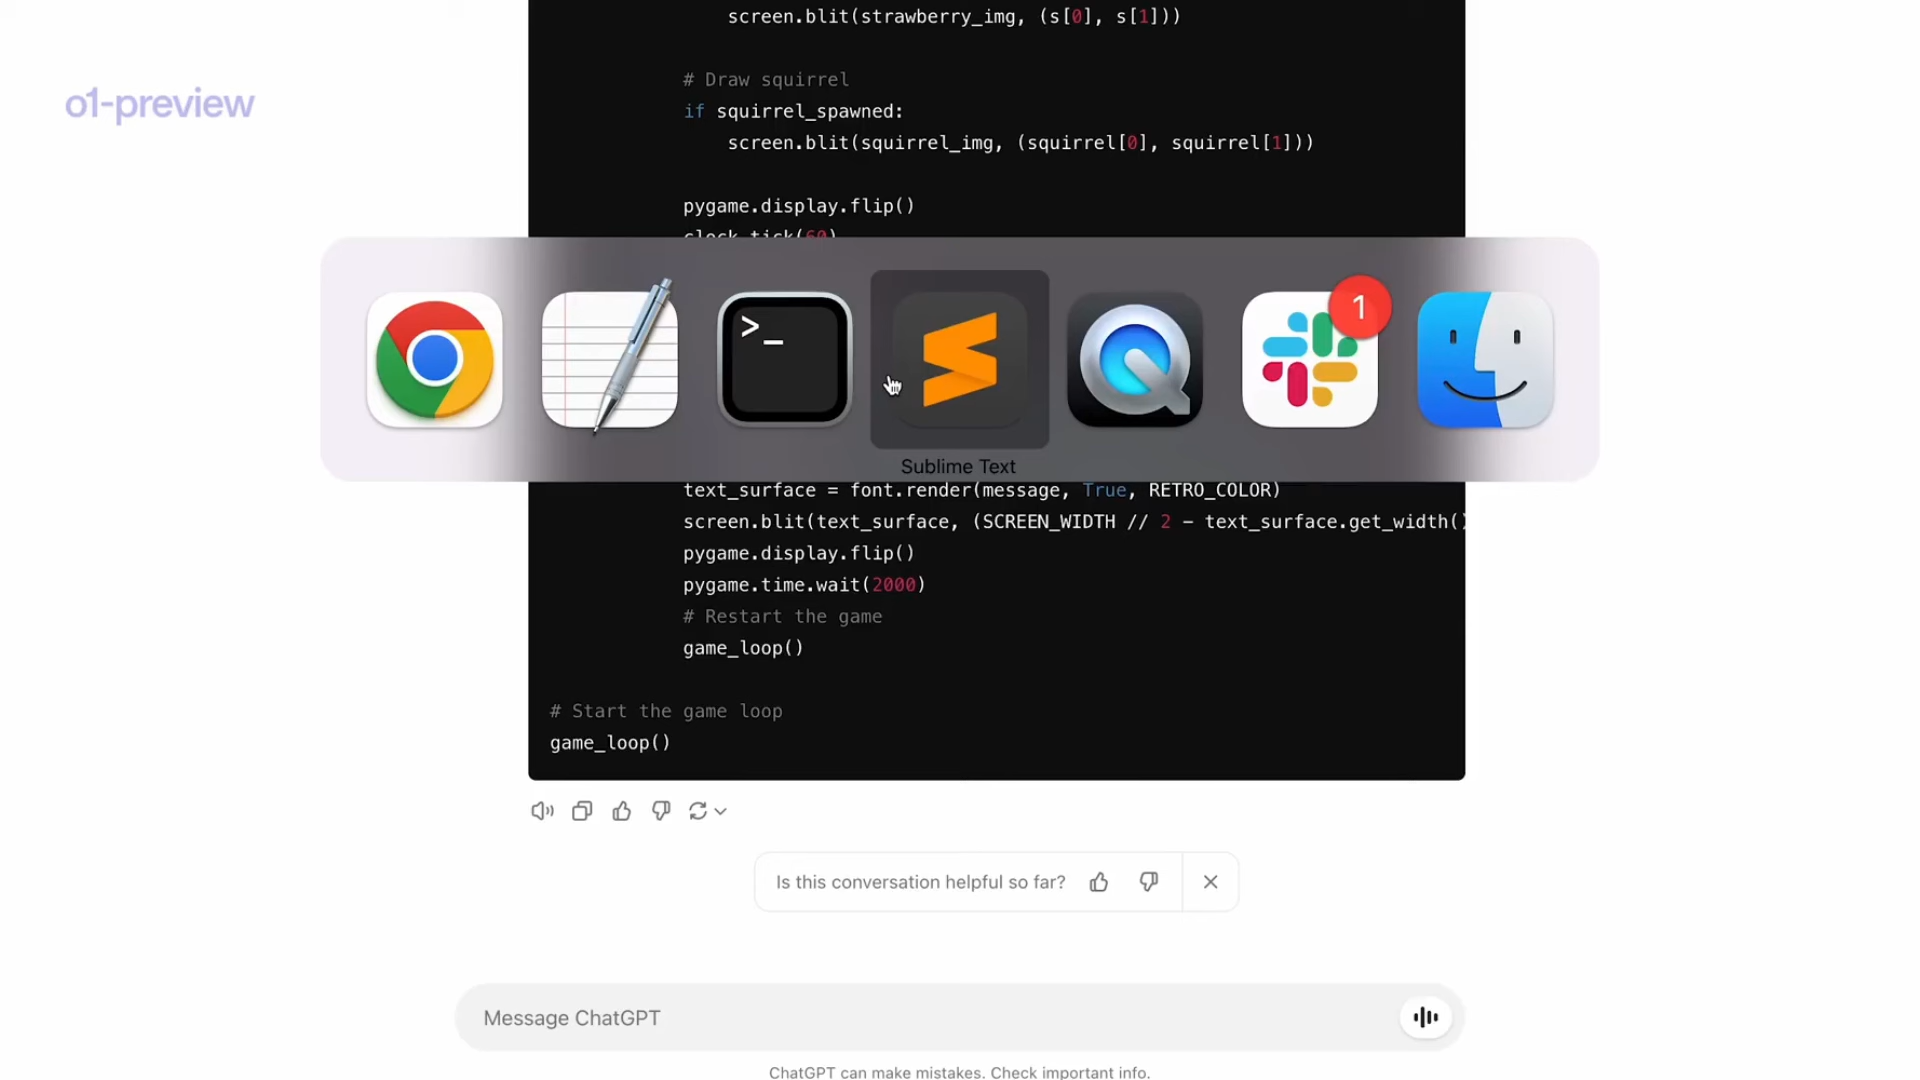 screen.blit(strawberry_img, (s[0], s[1]))
o1-preview
# Draw squirrel
if squirrel_spawned:
screen.blit(squirrel_img, (squirrel[0], squirrel[1]))
pygame.display.flip()
clock.tick(60)
>_
1
Sublime Text
text_surface = font.render(message, True, RETRO_COLOR)
screen.blit(text_surface, (SCREEN_WIDTH // 2 - text_surface.get_width()
pygame.display.flip()
pygame.time.wait(2000)
# Restart the game
game_loop()
# Start the game loop
game_loop()
Is this conversation helpful so far?
Message ChatGPT
ChatGPT can make mistakes. Check important info.